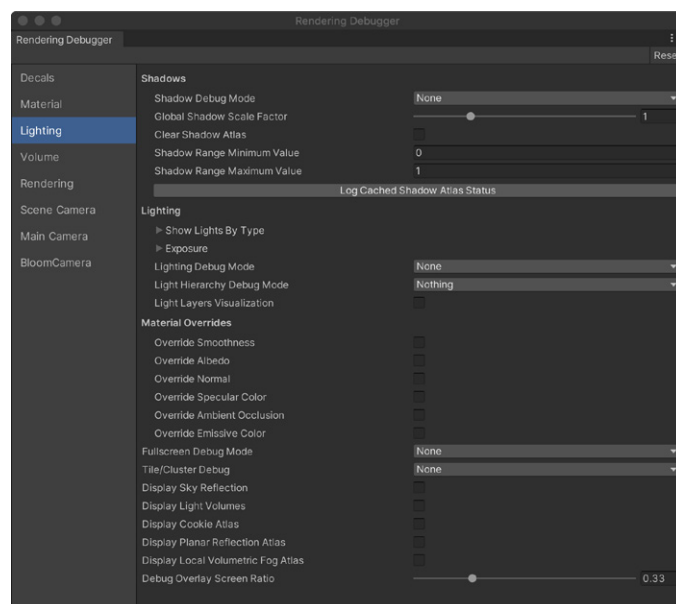 Rendering Debugger
Rendering Debugger
Rese
Decals
Material
Lighting
Volume
Rendering
Scene Camera
Main Camera
BloomCamera
Shadows
Shadow Debug Mode None
Global Shadow Scale Factor 1
Clear Shadow Atlas
Shadow Range Minimum Value 0
Shadow Range Maximum Value 1
Log Cached Shadow Atlas Status
Lighting
Show Lights By Type
Exposure
Lighting Debug Mode None
Light Hierarchy Debug Mode Nothing
Light Layers Visualization
Material Overrides
Override Smoothness
Override Albedo
Override Normal
Override Specular Color
Override Ambient Occlusion
Override Emissive Color
Fullscreen Debug Mode None
Tile/Cluster Debug None
Display Sky Reflection
Display Light Volumes
Display Cookie Atlas
Display Planar Reflection Atlas
Display Local Volumetric Fog Atlas
Debug Overlay Screen Ratio 0.33